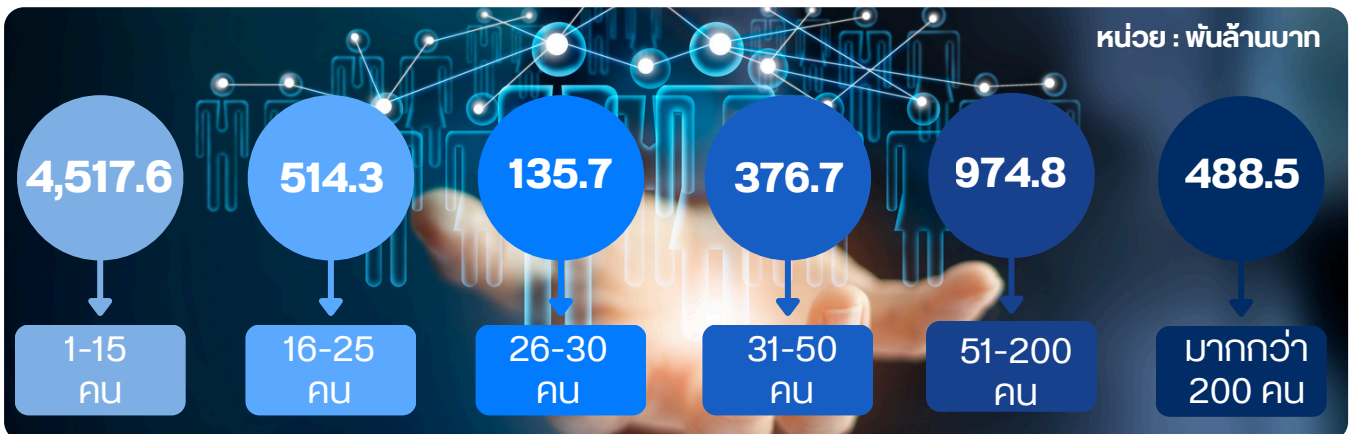 หน่วย : พันล้านบาท
4,517.6
514.3
135.7
376.7
974.8
488.5
1-15
คน
16-25
คน
26-30
คน
31-50
คน
51-200
คน
มากกว่า
200 คน